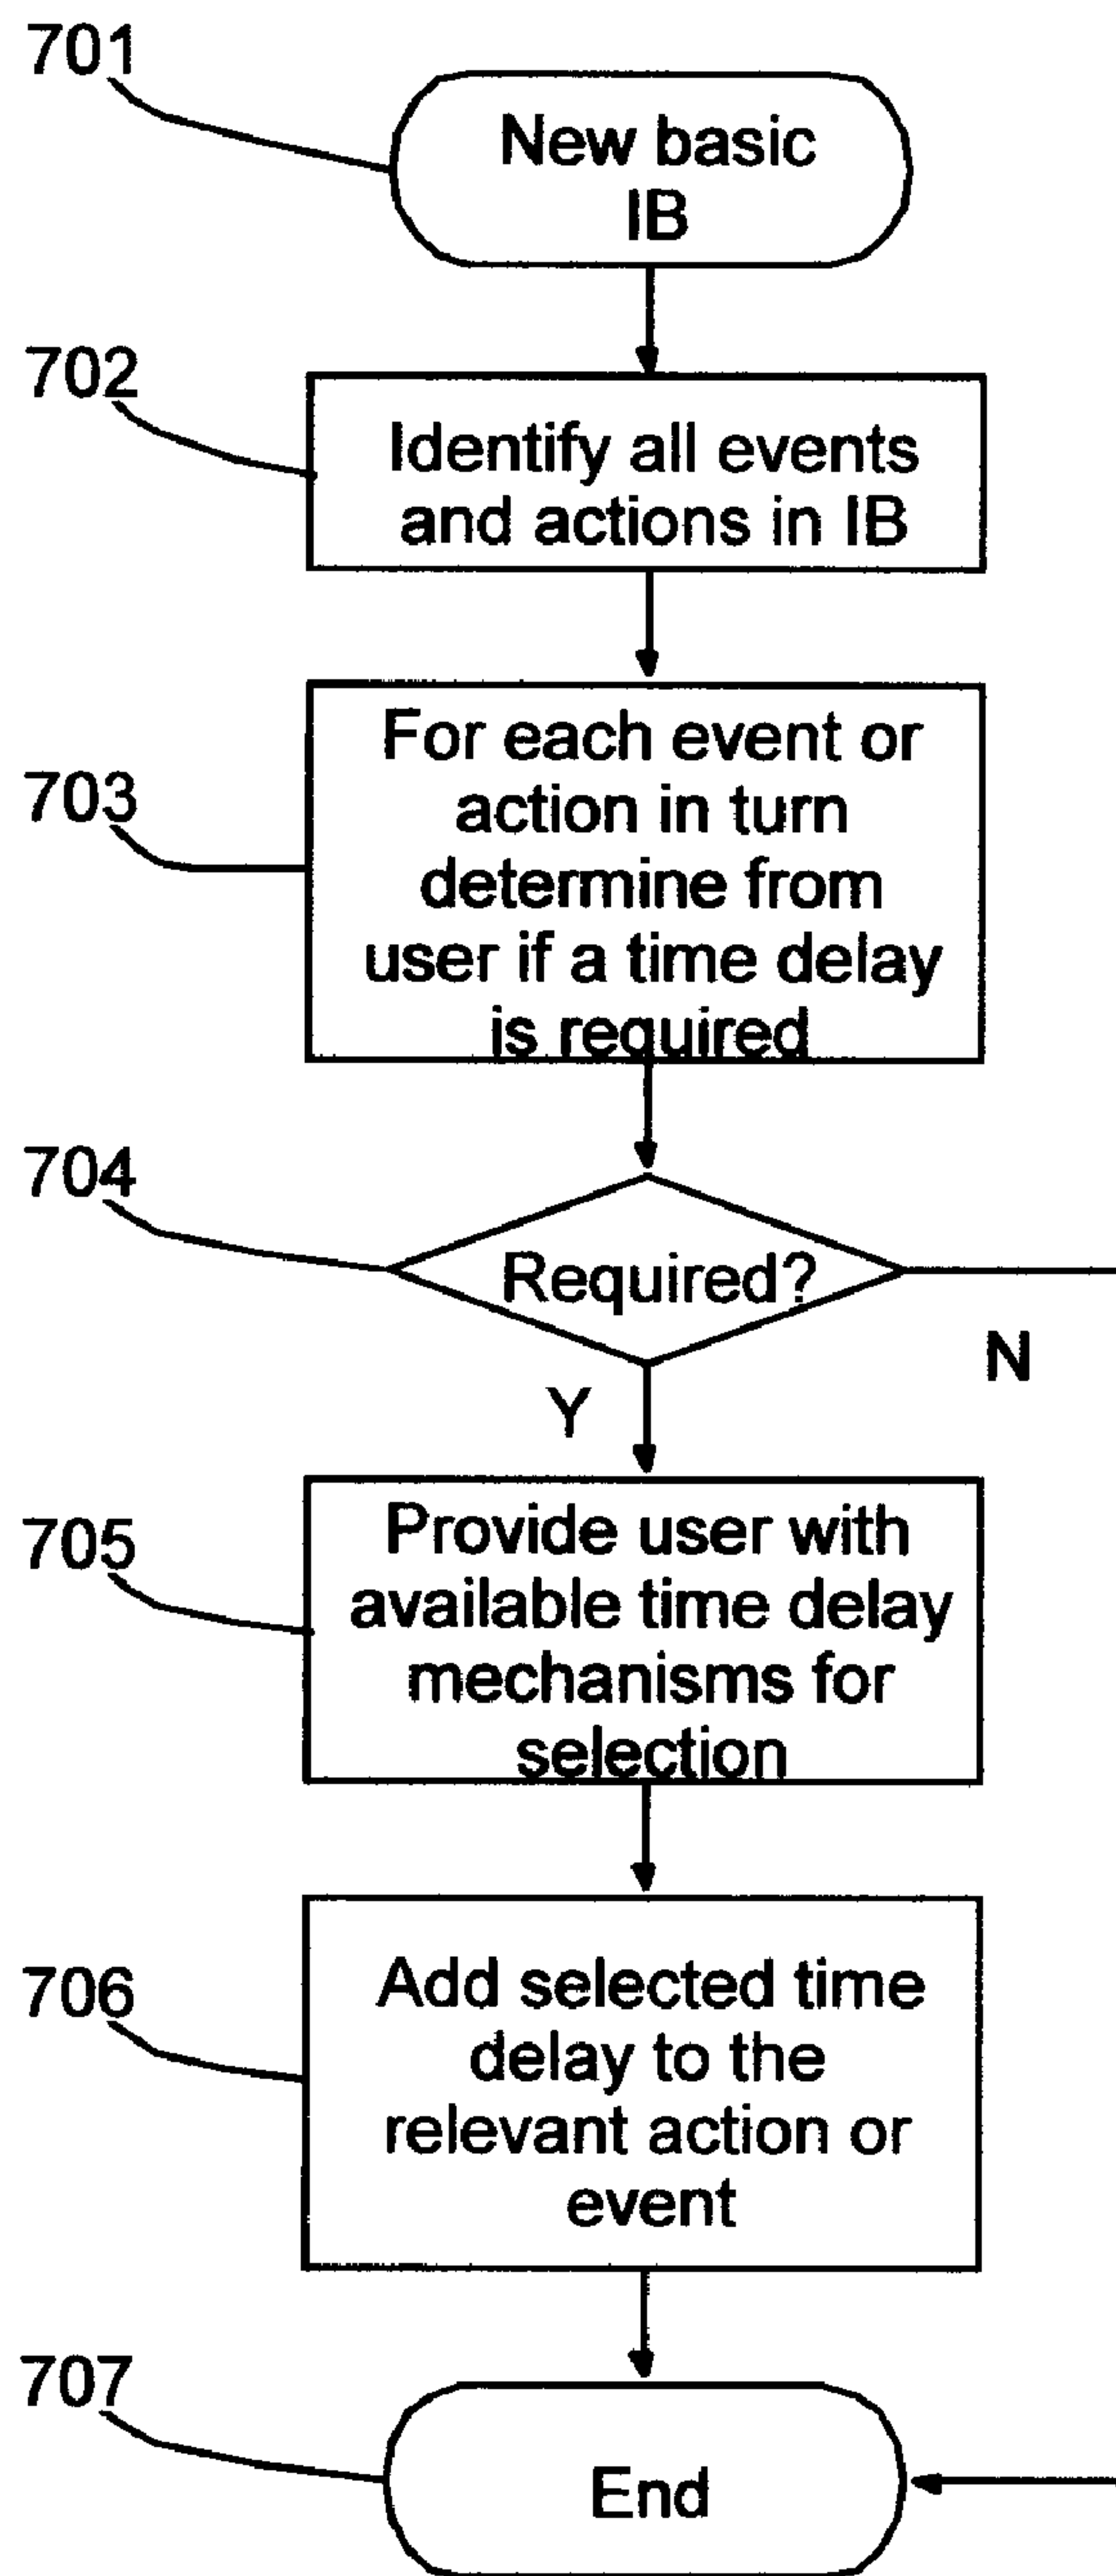 701
New basic
IB
702
Identify all events
and actions in IB
703
For each event or
action in turn
determine from
user if a time delay
is required
704
Required?
N
Y
705
Provide user with
available time delay
mechanisms for
selection
706
Add selected time
delay to the
relevant action or
event
707
End